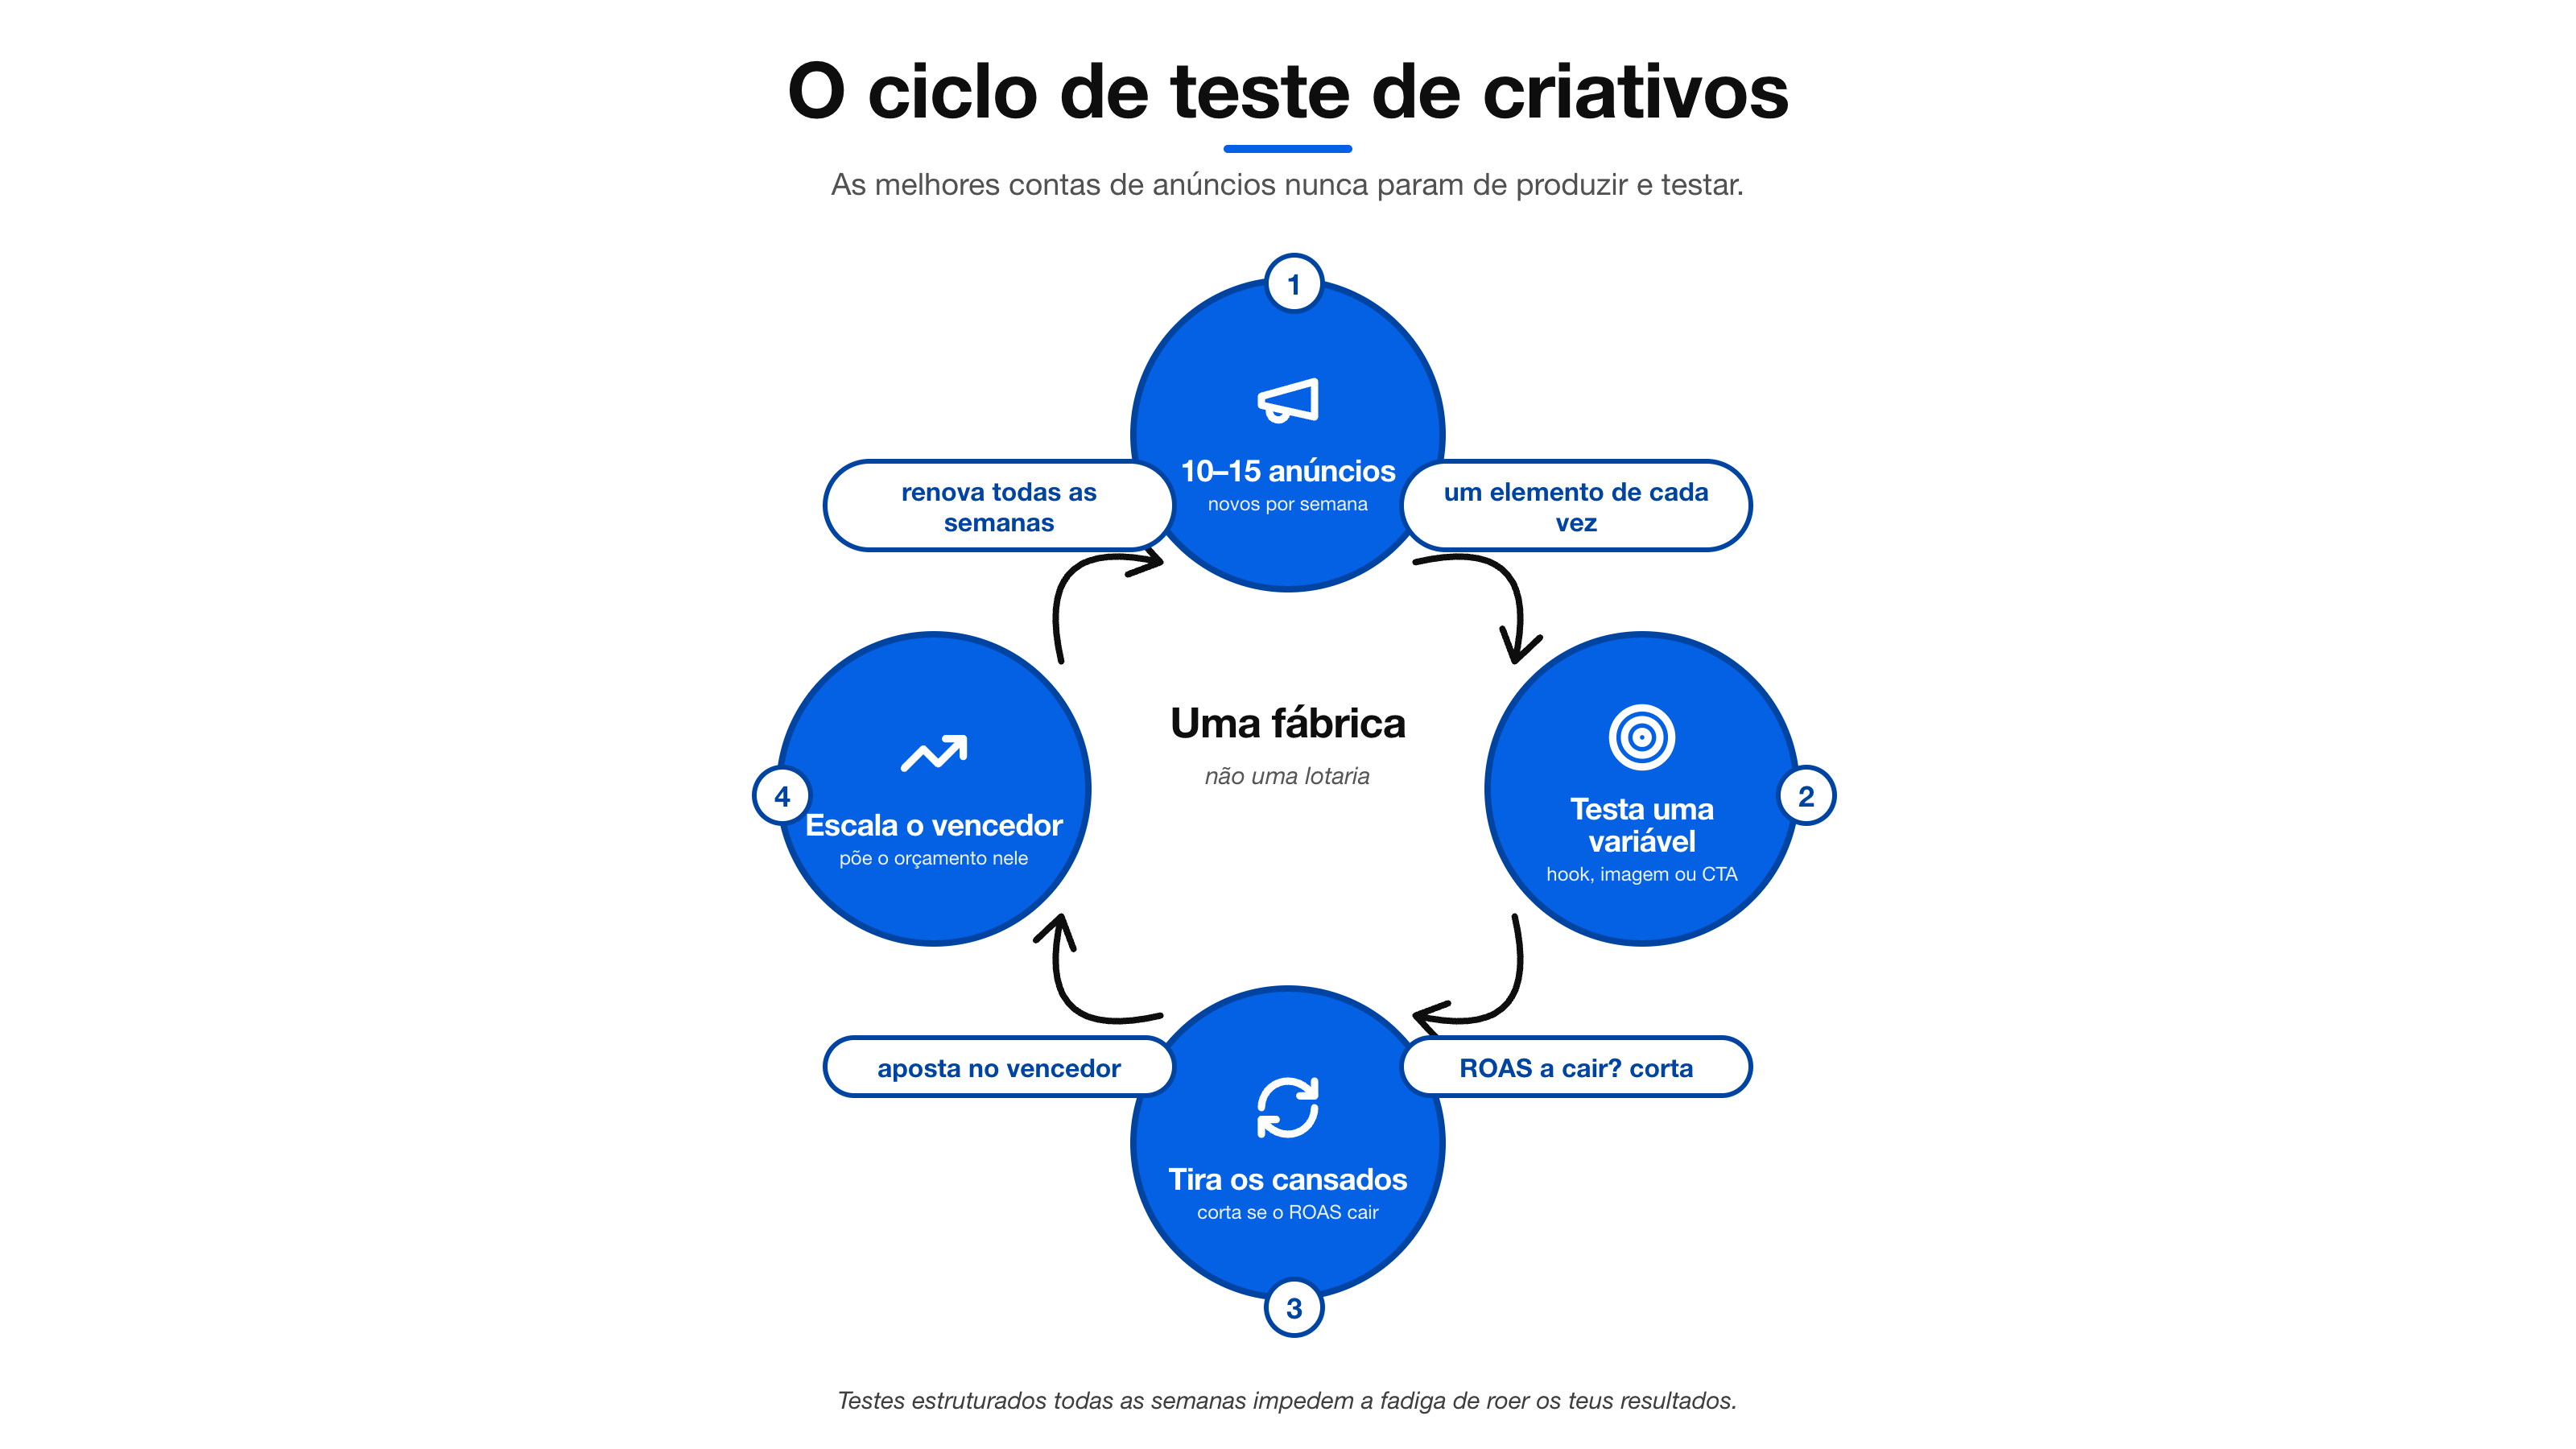 O ciclo de teste de criativos
As melhores contas de anúncios nunca param de produzir e testar.
1
10–15 anúncios
novos por semana
renova todas as
semanas
um elemento de cada
vez
Uma fábrica
não uma lotaria
4
Escala o vencedor
põe o orçamento nele
2
Testa uma
variável
hook, imagem ou CTA
aposta no vencedor
ROAS a cair? corta
Tira os cansados
corta se o ROAS cair
3
Testes estruturados todas as semanas impedem a fadiga de roer os teus resultados.